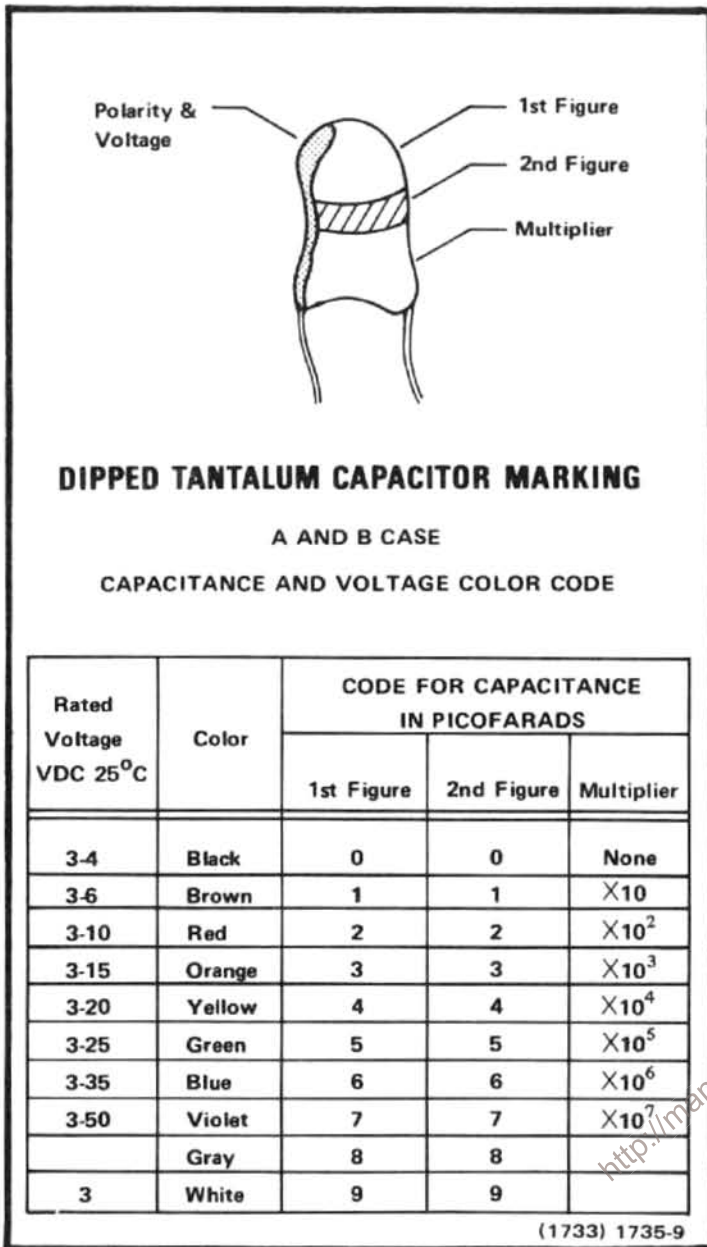 Polarity &
Voltage
1st Figure
2nd Figure
Multiplier
DIPPED TANTALUM CAPACITOR MARKING
A AND B CASE
CAPACITANCE AND VOLTAGE COLOR CODE
Rated
Voltage
VDC 25°C
Color
CODE FOR CAPACITANCE
IN PICOFARADS
1st Figure 2nd Figure Multiplier
3-4 Black 0 0 None
3-6 Brown 1 1 X10
3-10 Red 2 2 X10²
3-15 Orange 3 3 X10³
3-20 Yellow 4 4 X10⁴
3-25 Green 5 5 X10⁵
3-35 Blue 6 6 X10⁶
3-50 Violet 7 7 X10⁷
Gray 8 8
3 White 9 9
(1733) 1735-9